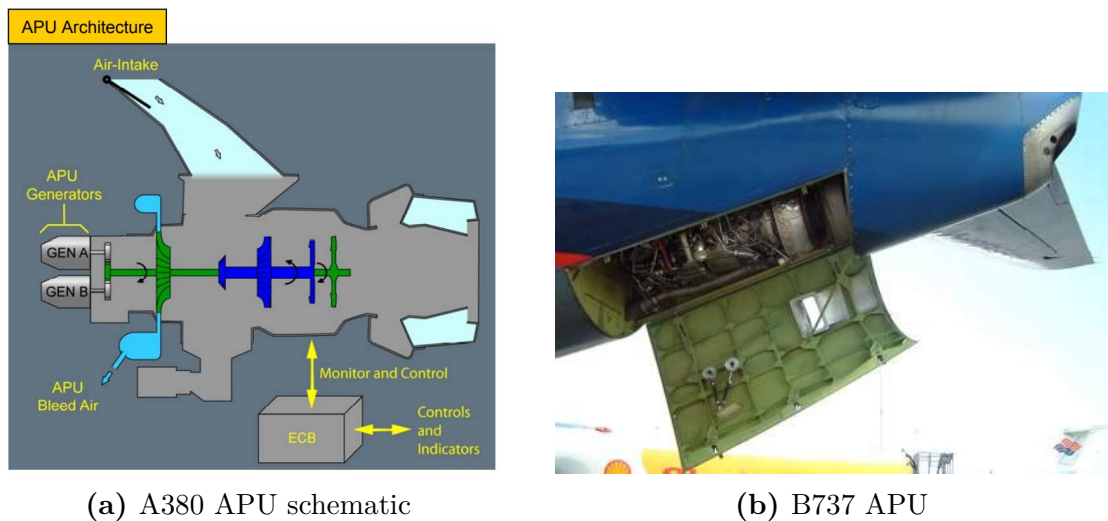 APU Architecture
Air-Intake
APU
Generators
GEN A
GEN B
APU
Bleed Air
Monitor and Control
ECB
Controls
and
Indicators
(a) A380 APU schematic
(b) B737 APU